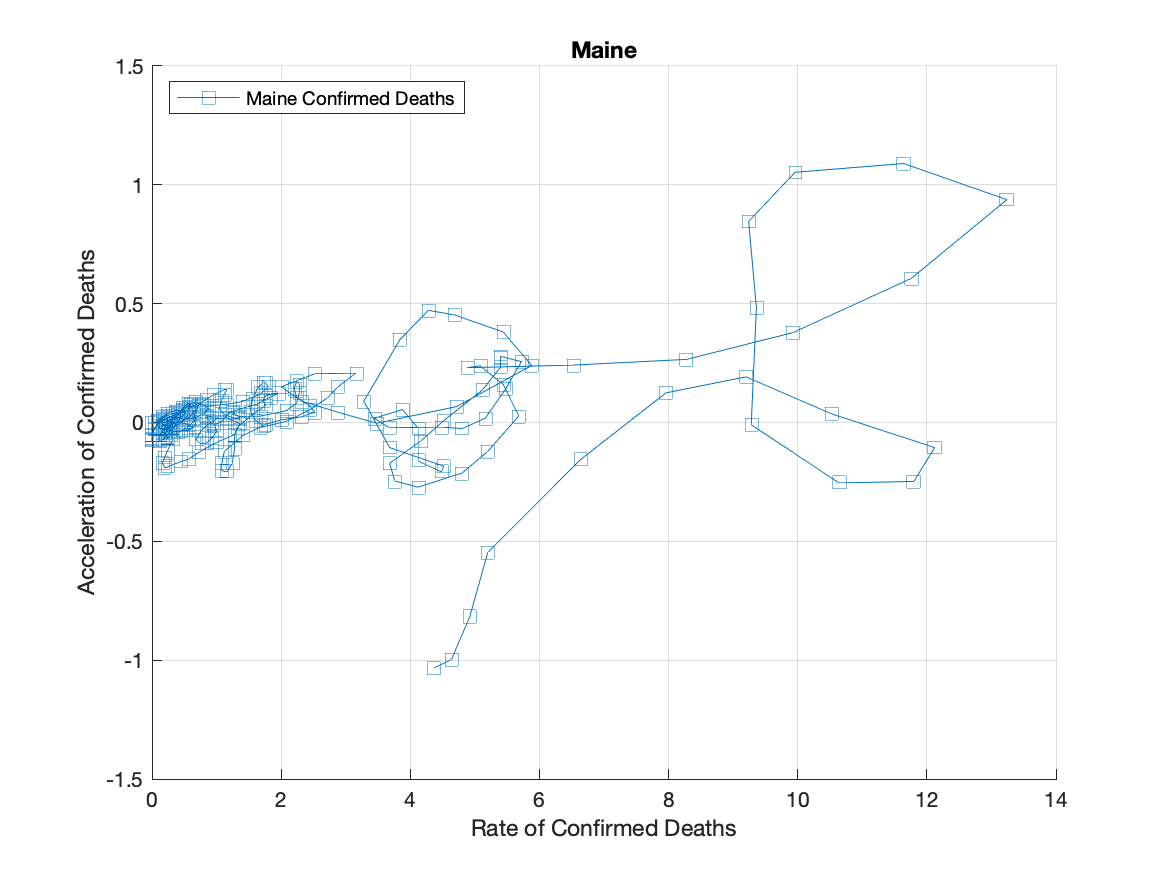 Maine
1.5
Maine Confirmed Deaths
1
0.5
0
-0.5
-1
-1.5
Acceleration of Confirmed Deaths
0 2 4 6 8 10 12 14
Rate of Confirmed Deaths